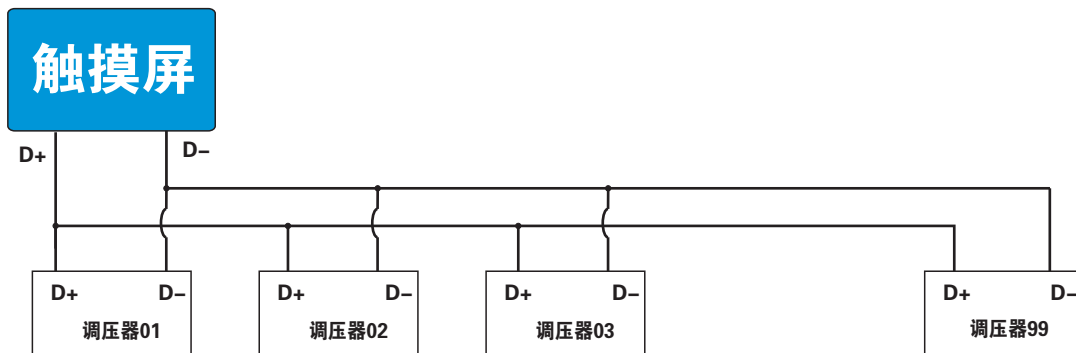 触摸屏
D+ D–
D+ D– D+ D– D+ D– D+ D–
调压器01 调压器02 调压器03 调压器99